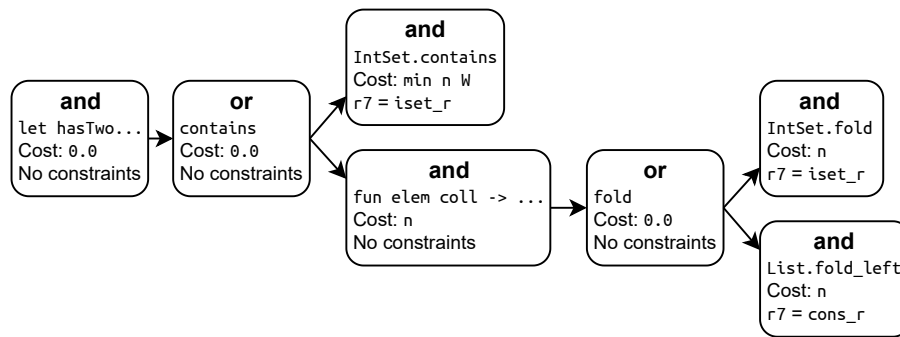 and
let hasTwo...
Cost: 0.0
No constraints
or
contains
Cost: 0.0
No constraints
and
IntSet.contains
Cost: min n W
r7 = iset_r
and
fun elem coll -> ...
Cost: n
No constraints
or
fold
Cost: 0.0
No constraints
and
IntSet.fold
Cost: n
r7 = iset_r
and
List.fold_left
Cost: n
r7 = cons_r